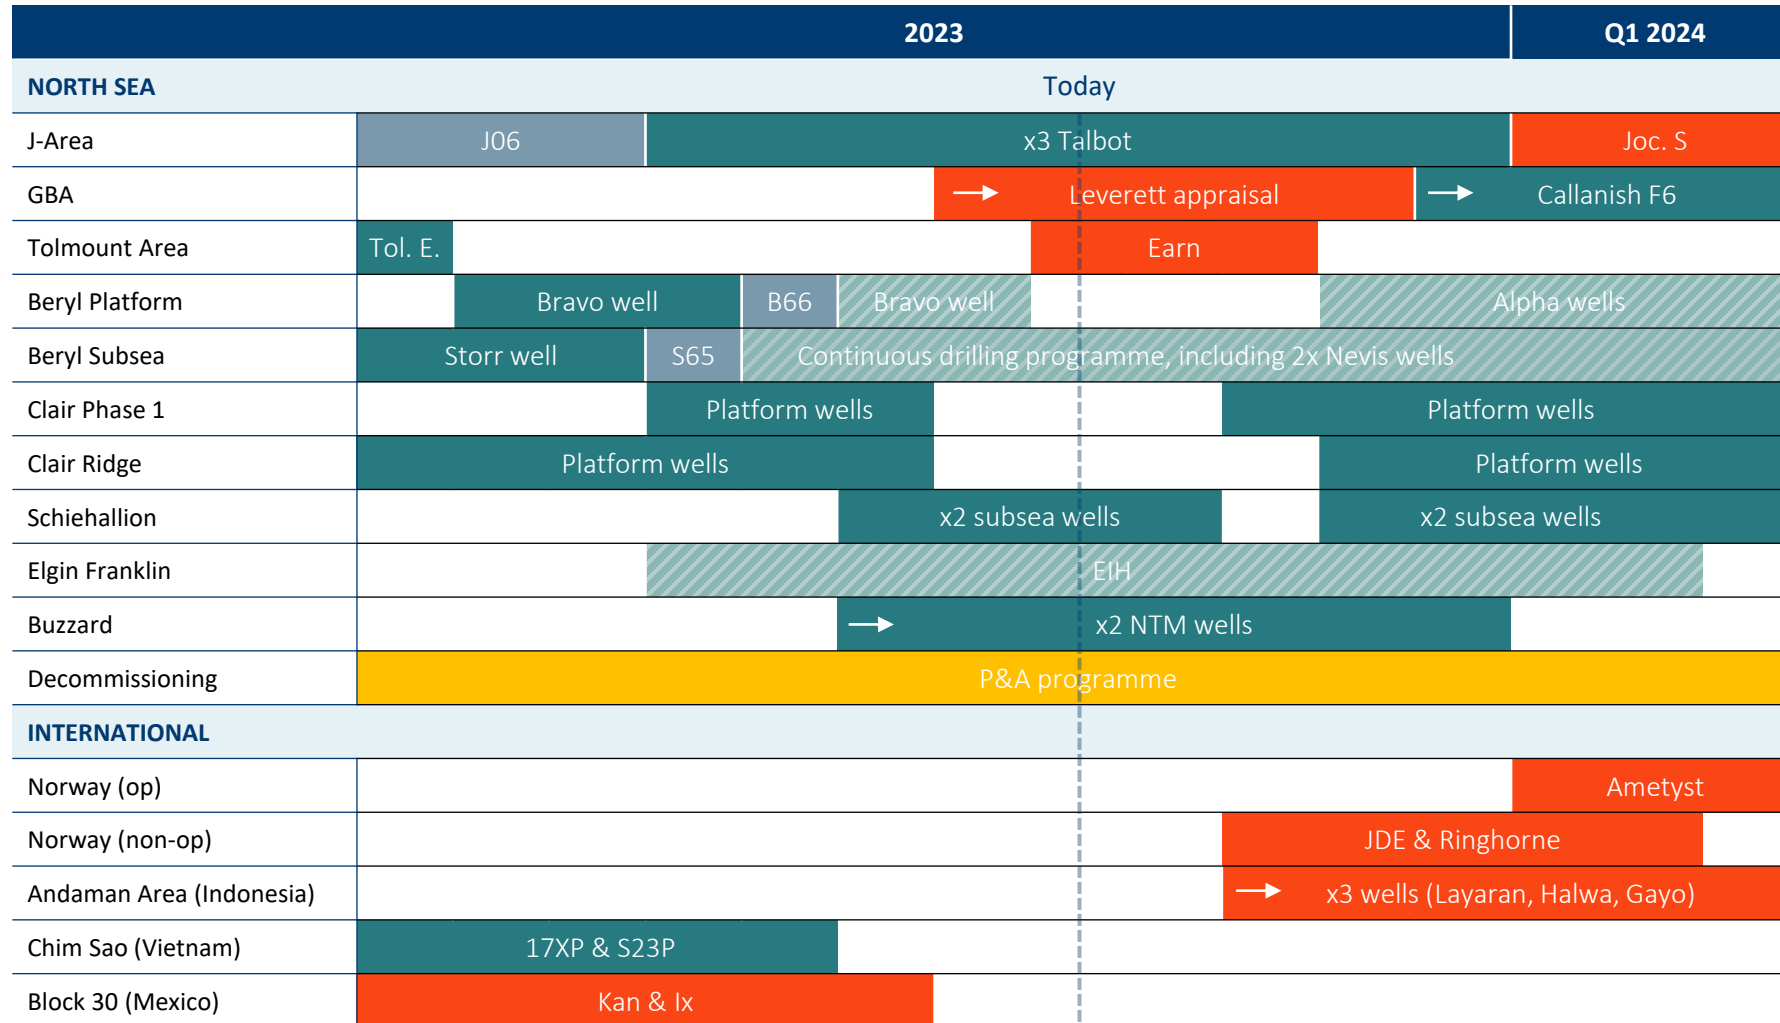 2023 Q1 2024
NORTH SEA Today
J-Area J06 x3 Talbot Joc. S
GBA → Leverett appraisal → Callanish F6
Tolmount Area Tol. E. Earn
Beryl Platform Bravo well B66 Bravo well Alpha wells
Beryl Subsea Storr well S65 Continuous drilling programme, including 2x Nevis wells
Clair Phase 1 Platform wells Platform wells
Clair Ridge Platform wells Platform wells
Schiehallion x2 subsea wells x2 subsea wells
Elgin Franklin EIH
Buzzard → x2 NTM wells
Decommissioning P&A programme
INTERNATIONAL
Norway (op) Ametyst
Norway (non-op) JDE & Ringhorne
Andaman Area (Indonesia) → x3 wells (Layaran, Halwa, Gayo)
Chim Sao (Vietnam) 17XP & S23P
Block 30 (Mexico) Kan & Ix